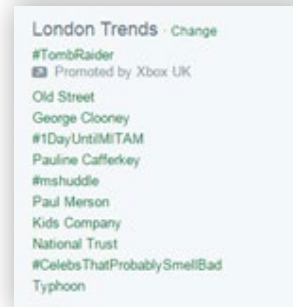 London Trends · Change
#TombRaider
Promoted by Xbox UK
Old Street
George Clooney
#1DayUntilMITAM
Pauline Cafferkey
#mshuddle
Paul Merson
Kids Company
National Trust
#CelebsThatProbablySmellBad
Typhoon